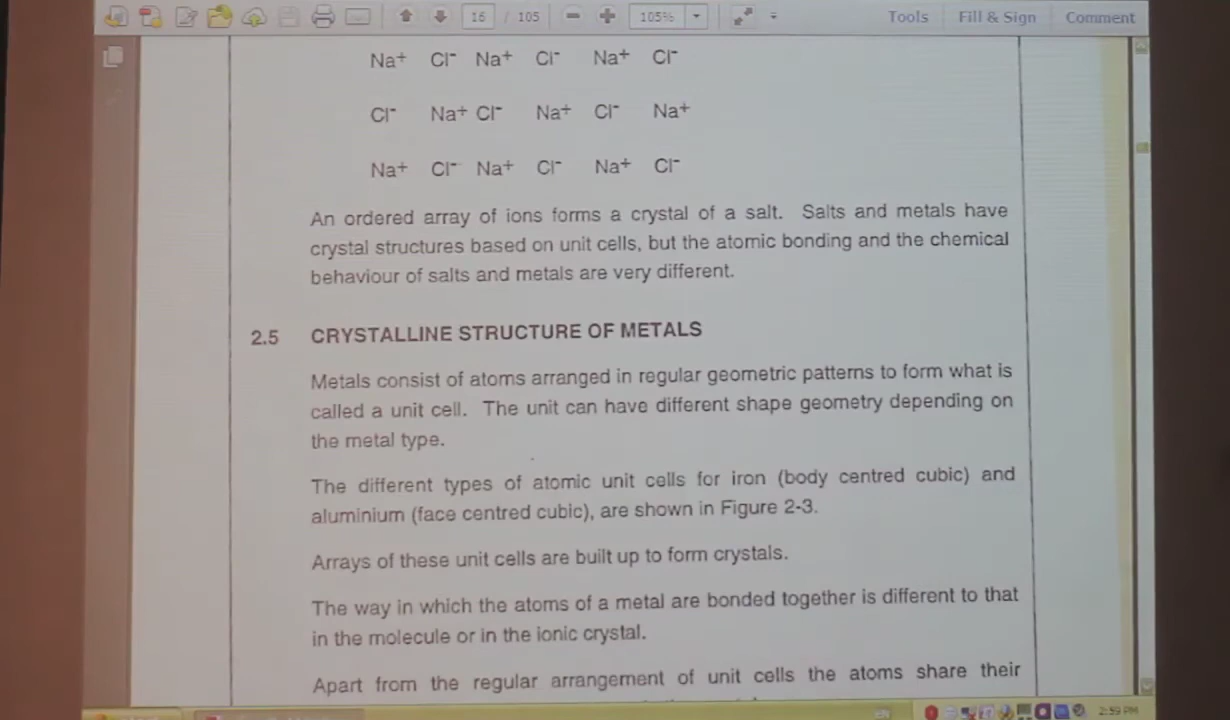 16 / 105 105% Tools Fill & Sign Comment
Na+ Cl- Na+ Cl- Na+ Cl-
Cl- Na+ Cl- Na+ Cl- Na+
Na+ Cl- Na+ Cl- Na+ Cl-
An ordered array of ions forms a crystal of a salt. Salts and metals have
crystal structures based on unit cells, but the atomic bonding and the chemical
behaviour of salts and metals are very different.
2.5 CRYSTALLINE STRUCTURE OF METALS
Metals consist of atoms arranged in regular geometric patterns to form what is
called a unit cell. The unit can have different shape geometry depending on
the metal type.
The different types of atomic unit cells for iron (body centred cubic) and
aluminium (face centred cubic), are shown in Figure 2-3.
Arrays of these unit cells are built up to form crystals.
The way in which the atoms of a metal are bonded together is different to that
in the molecule or in the ionic crystal.
Apart from the regular arrangement of unit cells the atoms share their
EN 2:59 PM